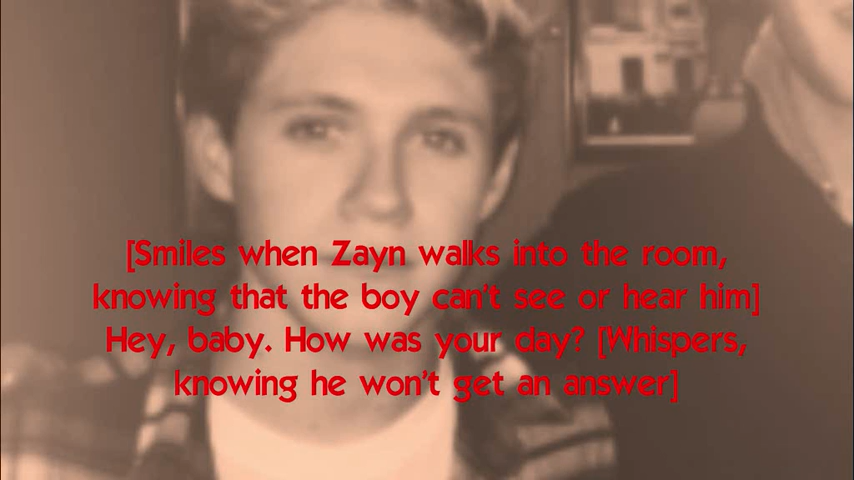 [Smiles when Zayn walks into the room,
knowing that the boy can't see or hear him]
Hey, baby. How was your day? [Whispers,
knowing he won't get an answer]